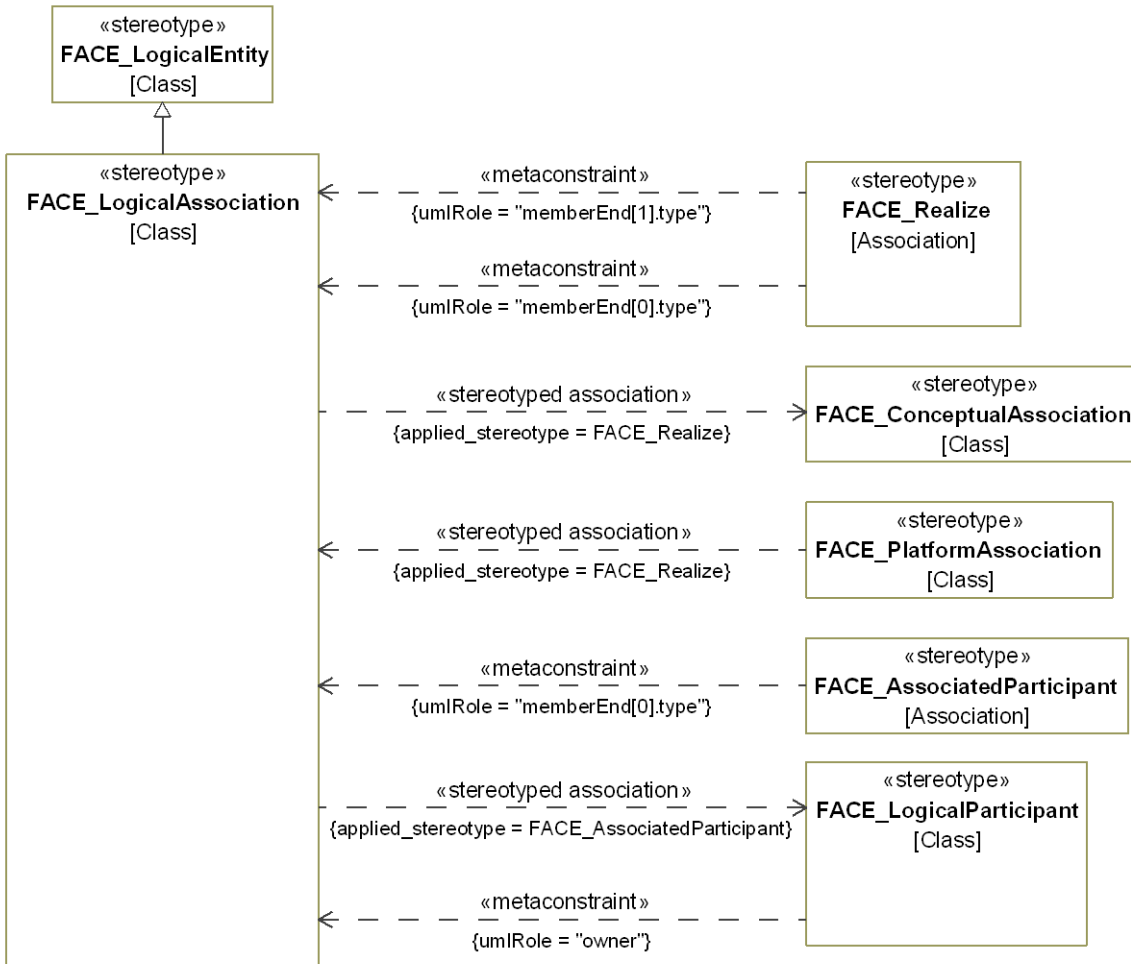 «stereotype»
FACE_LogicalEntity
[Class]
«stereotype»
FACE_LogicalAssociation
[Class]
«metaconstraint»
{umlRole = "memberEnd[1].type"}
«stereotype»
FACE_Realize
[Association]
«metaconstraint»
{umlRole = "memberEnd[0].type"}
«stereotyped association»
{applied_stereotype = FACE_Realize}
«stereotype»
FACE_ConceptualAssociation
[Class]
«stereotyped association»
{applied_stereotype = FACE_Realize}
«stereotype»
FACE_PlatformAssociation
[Class]
«metaconstraint»
{umlRole = "memberEnd[0].type"}
«stereotype»
FACE_AssociatedParticipant
[Association]
«stereotyped association»
{applied_stereotype = FACE_AssociatedParticipant}
«stereotype»
FACE_LogicalParticipant
[Class]
«metaconstraint»
{umlRole = "owner"}